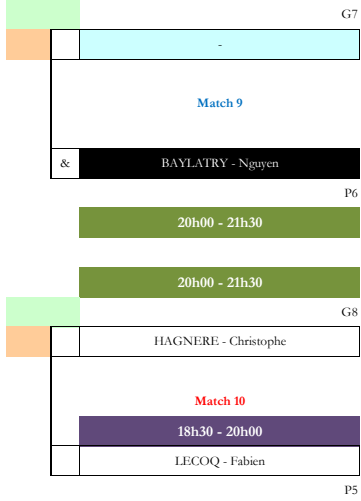 G7
-
Match 9
& BAYLATRY - Nguyen
P6
20h00 - 21h30
20h00 - 21h30
G8
HAGNERE - Christophe
Match 10
18h30 - 20h00
LECOQ - Fabien
P5